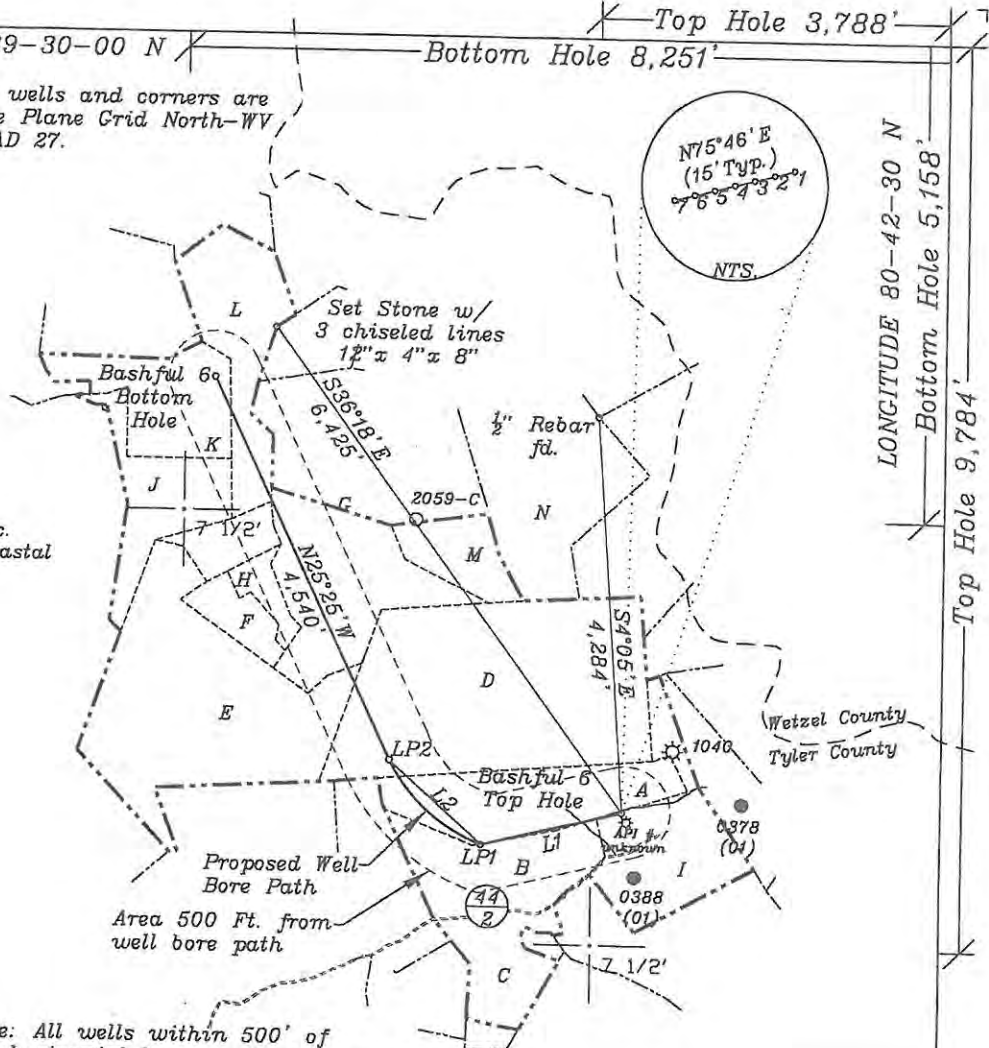 Top Hole 3,788'
9-30-00 N
Bottom Hole 8,251'
wells and corners are
Plane Grid North-WV
AD 27.
N75°46'E
(15' Typ.)
7 6 5 4 3 2 1
NTS.
LONGITUDE 80-42-30 N
Bottom Hole 5,158'
Top Hole 9,784'
L
Set Stone w/
3 chiseled lines
12"x 4"x 8"
Bashful 6
Bottom
Hole
S36°18'E
6,425'
1/2" Rebar
fd.
K
J
G
2059-C
N
7 1/2'
M
c.
astal
N25°25'W
4,540'
H
F
S4°05'E
4,284'
D
E
Wetzel County
Tyler County
LP2
1040
Bashful-6
Top Hole
A
L2
API #
unknown
0378
(01)
LP1
L1
B
I
Proposed Well
Bore Path
0388
(01)
44
2
Area 500 Ft. from
well bore path
C
7 1/2'
e: All wells within 500' of